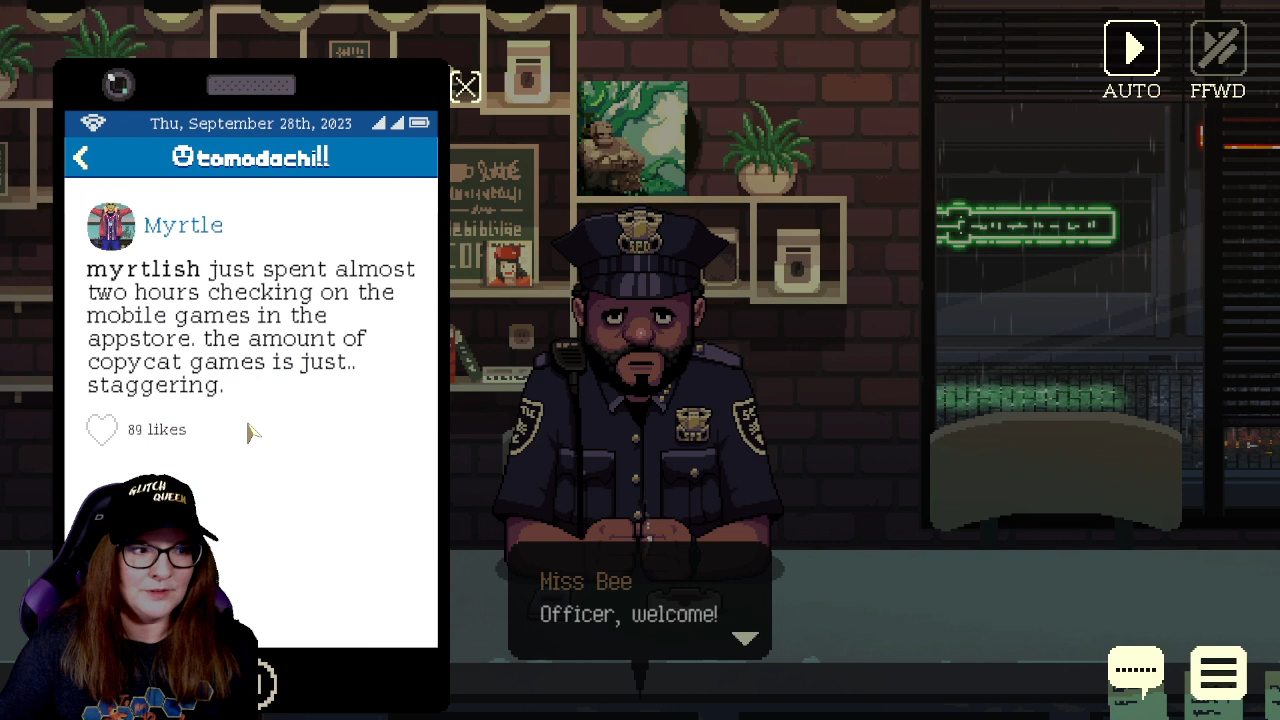 AUTO
FFWD
Thu, September 28th, 2023
tomodachi!!
Myrtle
myrtlish just spent almost
two hours checking on the
mobile games in the
appstore. the amount of
copycat games is just..
staggering.
89 likes
SPD
GLITCH
QUEEN
Miss Bee
Officer, welcome!